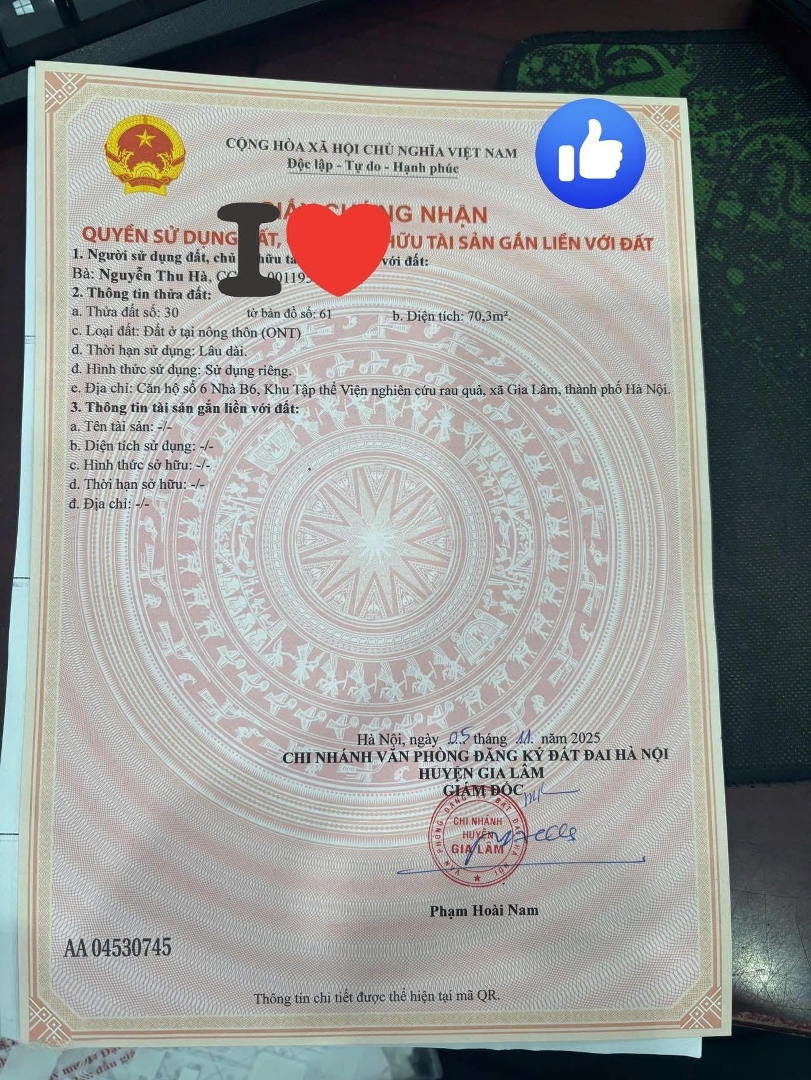 CỘNG HÒA XÃ HỘI CHỦ NGHĨA VIỆT NAM
Độc lập - Tự do - Hạnh phúc
I
NHẬN
QUYỀN SỬ DỤNG TÀI SẢN GẮN LIỀN VỚI ĐẤT
1. Người sử dụng đất, chủ với đất:
Bà: Nguyễn Thu Hà,
2. Thông tin thửa đất:
a. Thửa đất số: 30 tờ bản đồ số: 61 b. Diện tích: 70,3m².
c. Loại đất: Đất ở tại nông thôn (ONT)
d. Thời hạn sử dụng: Lâu dài.
đ. Hình thức sử dụng: Sử dụng riêng.
e. Địa chỉ: Căn hộ số 6 Nhà B6, Khu Tập thể Viện nghiên cứu rau quả, xã Gia Lâm, thành phố Hà Nội.
3. Thông tin tài sản gắn liền với đất:
a. Tên tài sản: -/-
b. Diện tích sử dụng: -/-
c. Hình thức sở hữu: -/-
d. Thời hạn sở hữu: -/-
đ. Địa chỉ: -/-
Hà Nội, ngày 05 tháng 11 năm 2025
CHI NHÁNH VĂN PHÒNG ĐĂNG KÝ ĐẤT ĐAI HÀ NỘI
HUYỆN GIA LÂM
GIÁM ĐỐC
CHI NHÁNH
HUYỆN
GIA LÂM
Phạm Hoài Nam
AA 04530745
Thông tin chi tiết được thể hiện tại mã QR.